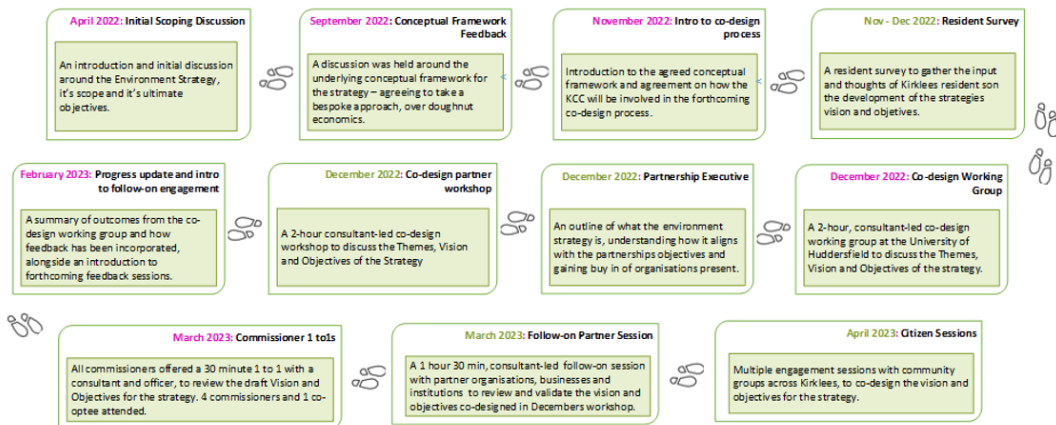 April 2022: Initial Scoping Discussion
An introduction and initial discussion
around the Environment Strategy,
it's scope and it's ultimate
objectives.
September 2022: Conceptual Framework
Feedback
A discussion was held around the
underlying conceptual framework for
the strategy – agreeing to take a
bespoke approach, over doughnut
economics.
November 2022: Intro to co-design
process
Introduction to the agreed conceptual
framework and agreement on how the
KCC will be involved in the forthcoming
co-design process.
Nov - Dec 2022: Resident Survey
A resident survey to gather the input
and thoughts of Kirklees resident son
the development of the strategies
vision and objetives.
February 2023: Progress update and intro
to follow-on engagement
A summary of outcomes from the co-
design working group and how
feedback has been incorporated,
alongside an introduction to
forthcoming feedback sessions.
December 2022: Co-design partner
workshop
A 2-hour consultant-led co-design
workshop to discuss the Themes, Vision
and Objectives of the Strategy
December 2022: Partnership Executive
An outline of what the environment
strategy is, understanding how it aligns
with the partnerships objectives and
gaining buy in of organisations present.
December 2022: Co-design Working
Group
A 2-hour, consultant-led co-design
working group at the University of
Huddersfield to discuss the Themes,
Vision and Objectives of the strategy.
March 2023: Commissioner 1 to1s
All commissioners offered a 30 minute 1 to 1 with a
consultant and officer, to review the draft Vision and
Objectives for the strategy. 4 commissioners and 1 co-
optee attended.
March 2023: Follow-on Partner Session
A 1 hour 30 min, consultant-led follow-on session
with partner organisations, businesses and
institutions to review and validate the vision and
objectives co-designed in Decembers workshop.
April 2023: Citizen Sessions
Multiple engagement sessions with community
groups across Kirklees, to co-design the vision and
objectives for the strategy.